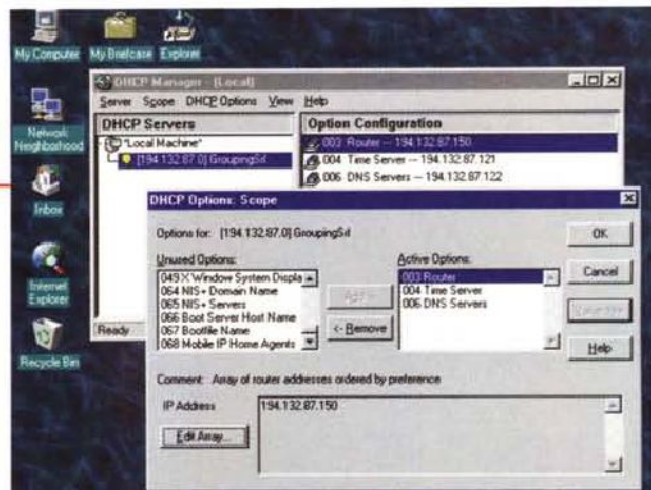 My Computer
My Briefcase
Explorer
Network Neighborhood
Inbox
Internet Explorer
Recycle Bin
DHCP Manager - (Local)
Server Scope DHCP Options View Help
DHCP Servers
Option Configuration
*Local Machine*
[194.132.87.0]
003 Router -- 194.132.87.150
004 Time Server -- 194.132.87.121
006 DNS Servers -- 194.132.87.122
Ready
DHCP Options: Scope
Options for: [194.132.87.0]
Unused Options:
049 X Window System Displa
064 NIS+ Domain Name
065 NIS+ Servers
066 Boot Server Host Name
067 Bootfile Name
068 Mobile IP Home Agents
<- Remove
Active Options:
003 Router
004 Time Server
006 DNS Servers
OK
Cancel
Help
Comment: Array of router addresses ordered by preference
IP Address
194.132.87.150
Edit Array...